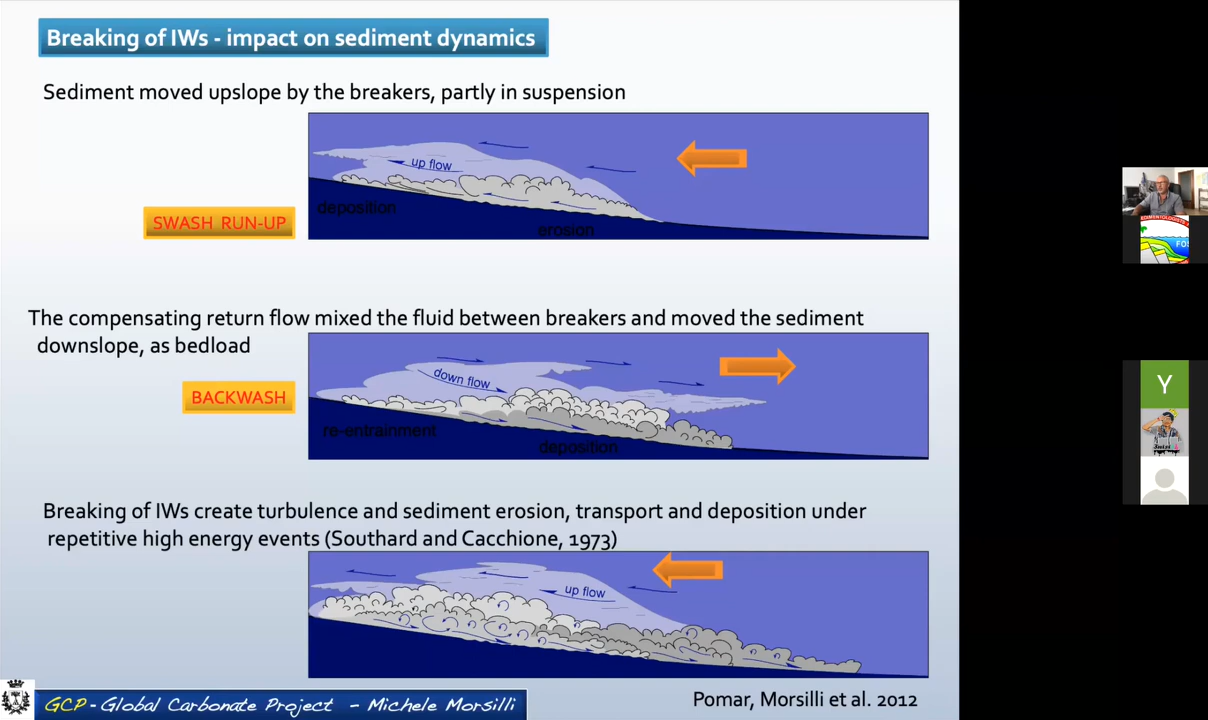 Breaking of IWs - impact on sediment dynamics
Sediment moved upslope by the breakers, partly in suspension
up flow
deposition
SWASH RUN-UP
erosion
The compensating return flow mixed the fluid between breakers and moved the sediment
downslope, as bedload
down flow
BACKWASH
re-entrainment
deposition
Breaking of IWs create turbulence and sediment erosion, transport and deposition under
repetitive high energy events (Southard and Cacchione, 1973)
up flow
GCP - Global Carbonate Project - Michele Morsilli
Pomar, Morsilli et al. 2012
Y